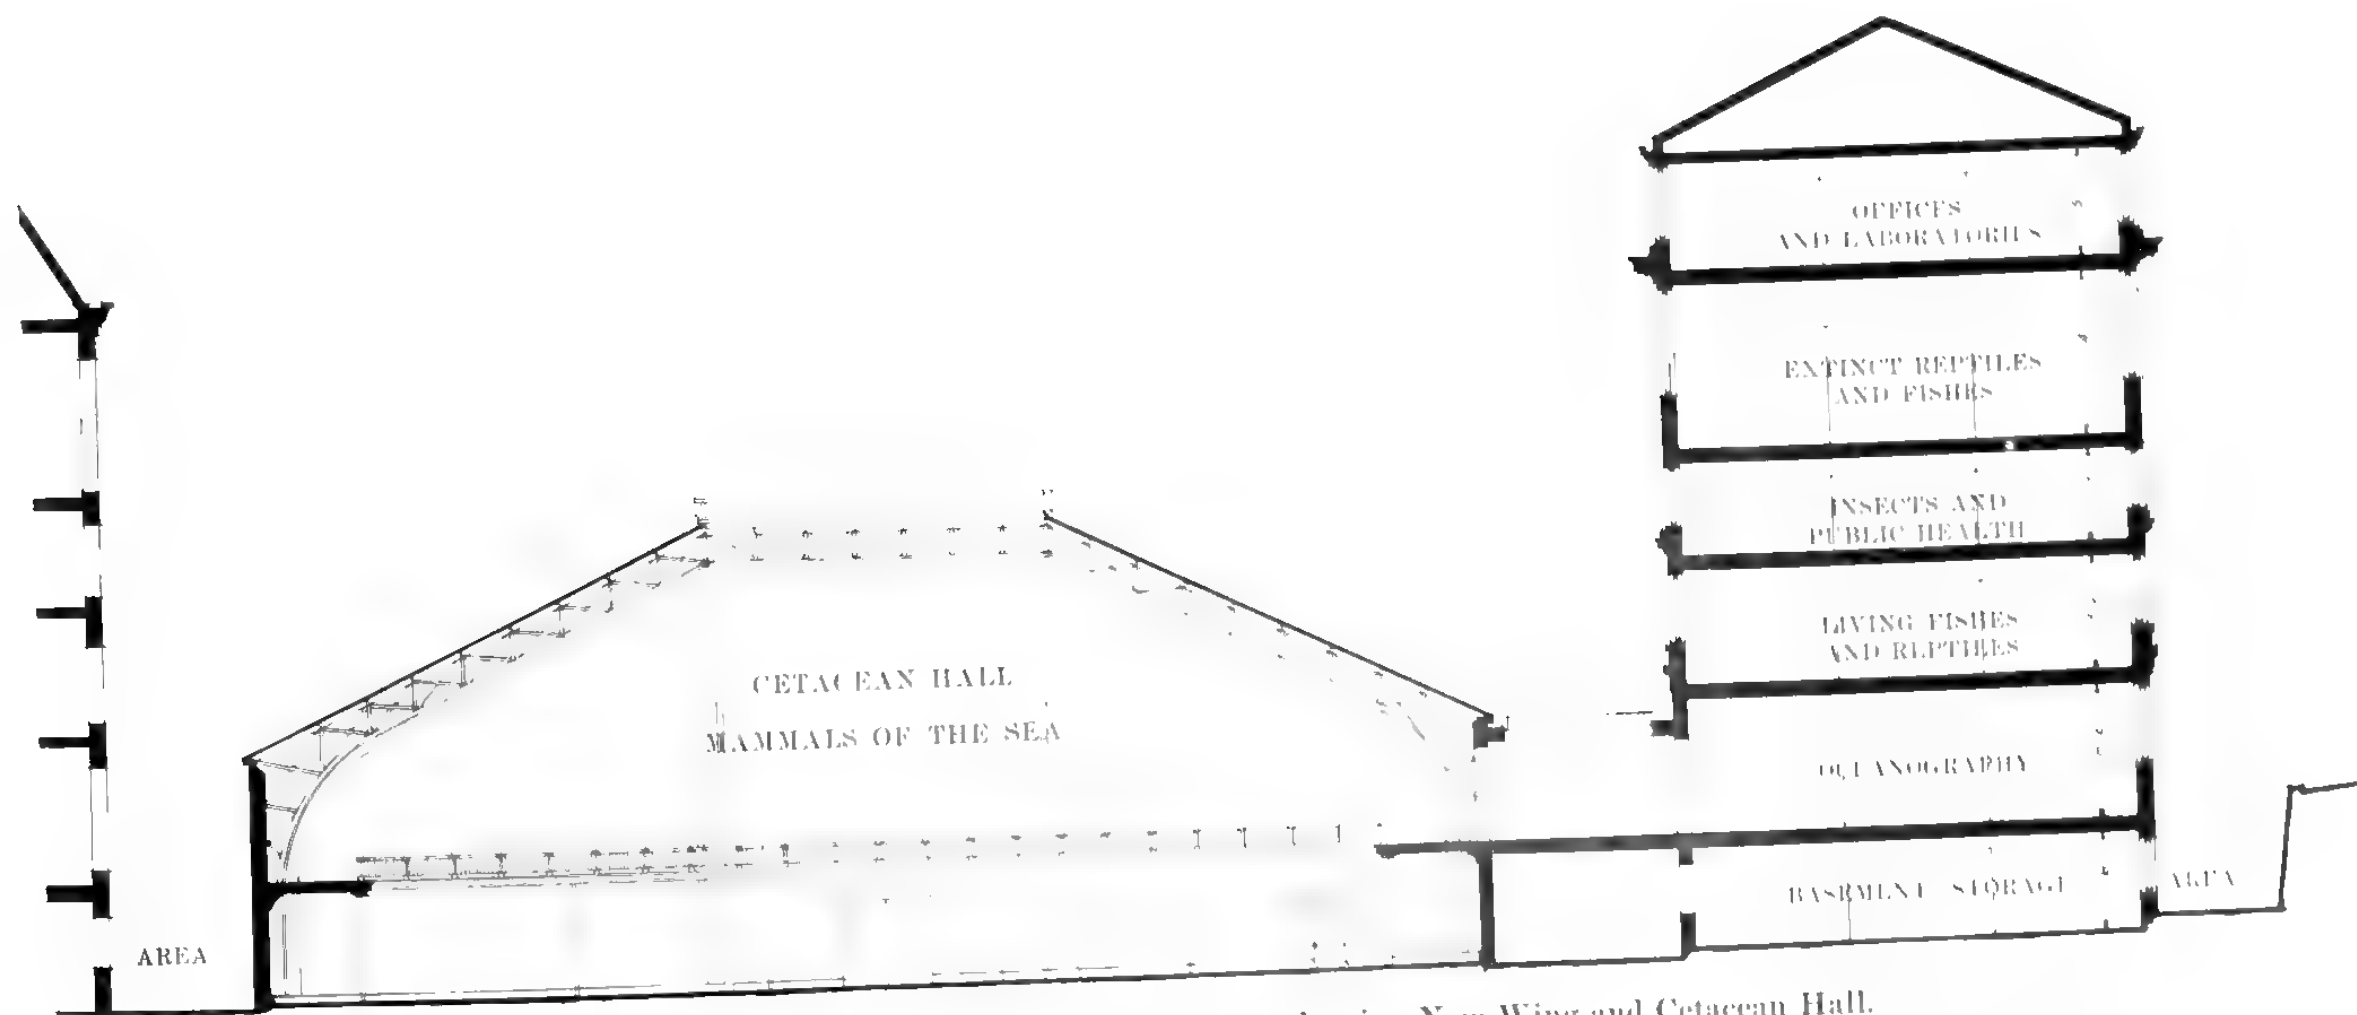 OFFICES
AND LABORATORIES
EXTINCT REPTILES
AND FISHES
INSECTS AND
PUBLIC HEALTH
LIVING FISHES
AND REPTILES
CETACEAN HALL
MAMMALS OF THE SEA
OCEANOGRAPHY
BASEMENT STORAGE
AREA
AREA
New Wing and Cetacean Hall.